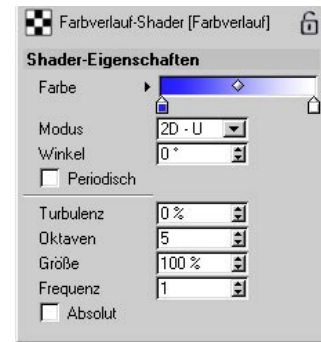 Farbverlauf-Shader [Farbverlauf]
Shader-Eigenschaften
Farbe
Modus 2D - U
Winkel 0 °
Periodisch
Turbulenz 0 %
Oktaven 5
Größe 100 %
Frequenz 1
Absolut